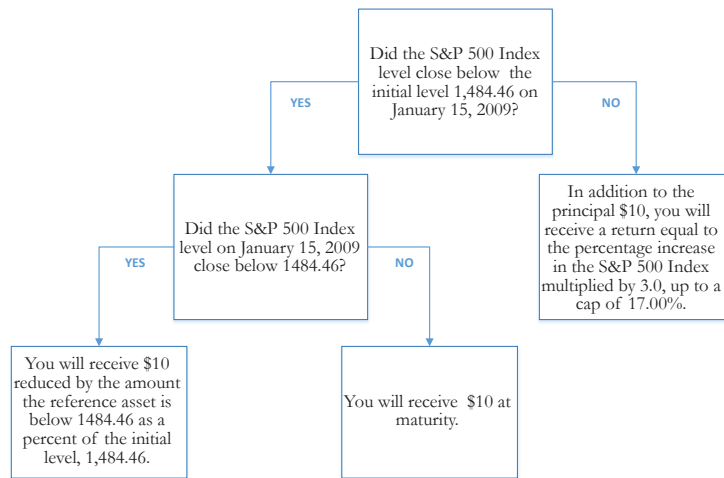 Did the S&P 500 Index
level close below the
initial level 1,484.46 on
January 15, 2009?
YES
NO
Did the S&P 500 Index
level on January 15, 2009
close below 1484.46?
In addition to the
principal $10, you will
receive a return equal to
the percentage increase
in the S&P 500 Index
multiplied by 3.0, up to a
cap of 17.00%.
YES
NO
You will receive $10
reduced by the amount
the reference asset is
below 1484.46 as a
percent of the initial
level, 1,484.46.
You will receive $10 at
maturity.